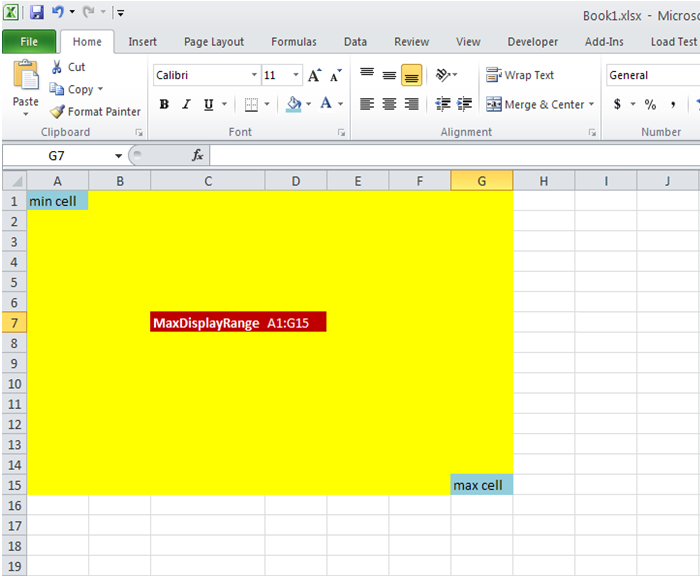 Book1.xlsx - Microso
File Home Insert Page Layout Formulas Data Review View Developer Add-Ins Load Test
Cut Calibri 11 A A Wrap Text General
Paste Copy
Format Painter B I U A Merge & Center $ % ,
Clipboard Font Alignment Number
G7 fx
A B C D E F G H I J
1 min cell
2
3
4
5
6
7 MaxDisplayRange A1:G15
8
9
10
11
12
13
14
15 max cell
16
17
18
19